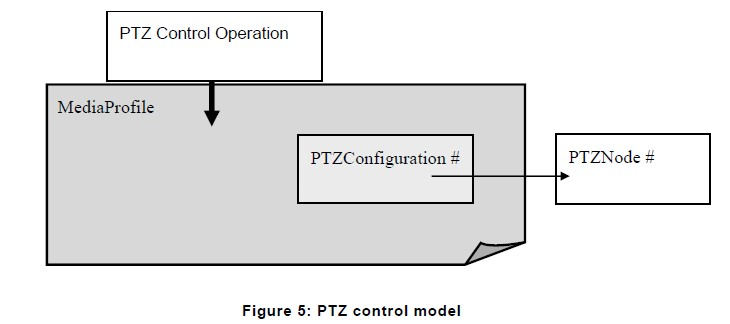 PTZ Control Operation
MediaProfile
PTZConfiguration #
PTZNode #
Figure 5: PTZ control model